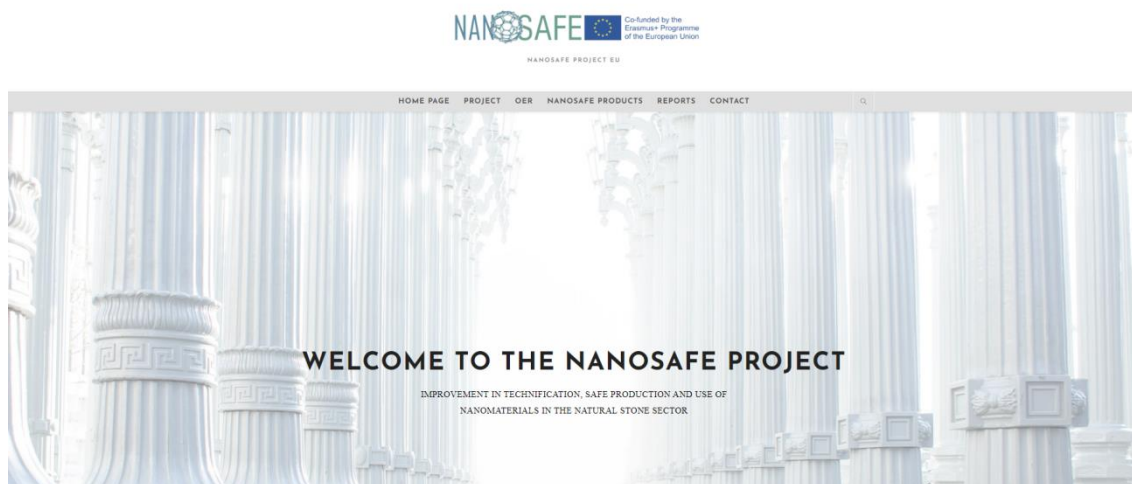 NANOSAFE
Co-funded by the
Erasmus+ Programme
of the European Union
NANOSAFE PROJECT EU
HOME PAGE PROJECT OER NANOSAFE PRODUCTS REPORTS CONTACT
WELCOME TO THE NANOSAFE PROJECT
IMPROVEMENT IN TECHNIFICATION, SAFE PRODUCTION AND USE OF
NANOMATERIALS IN THE NATURAL STONE SECTOR